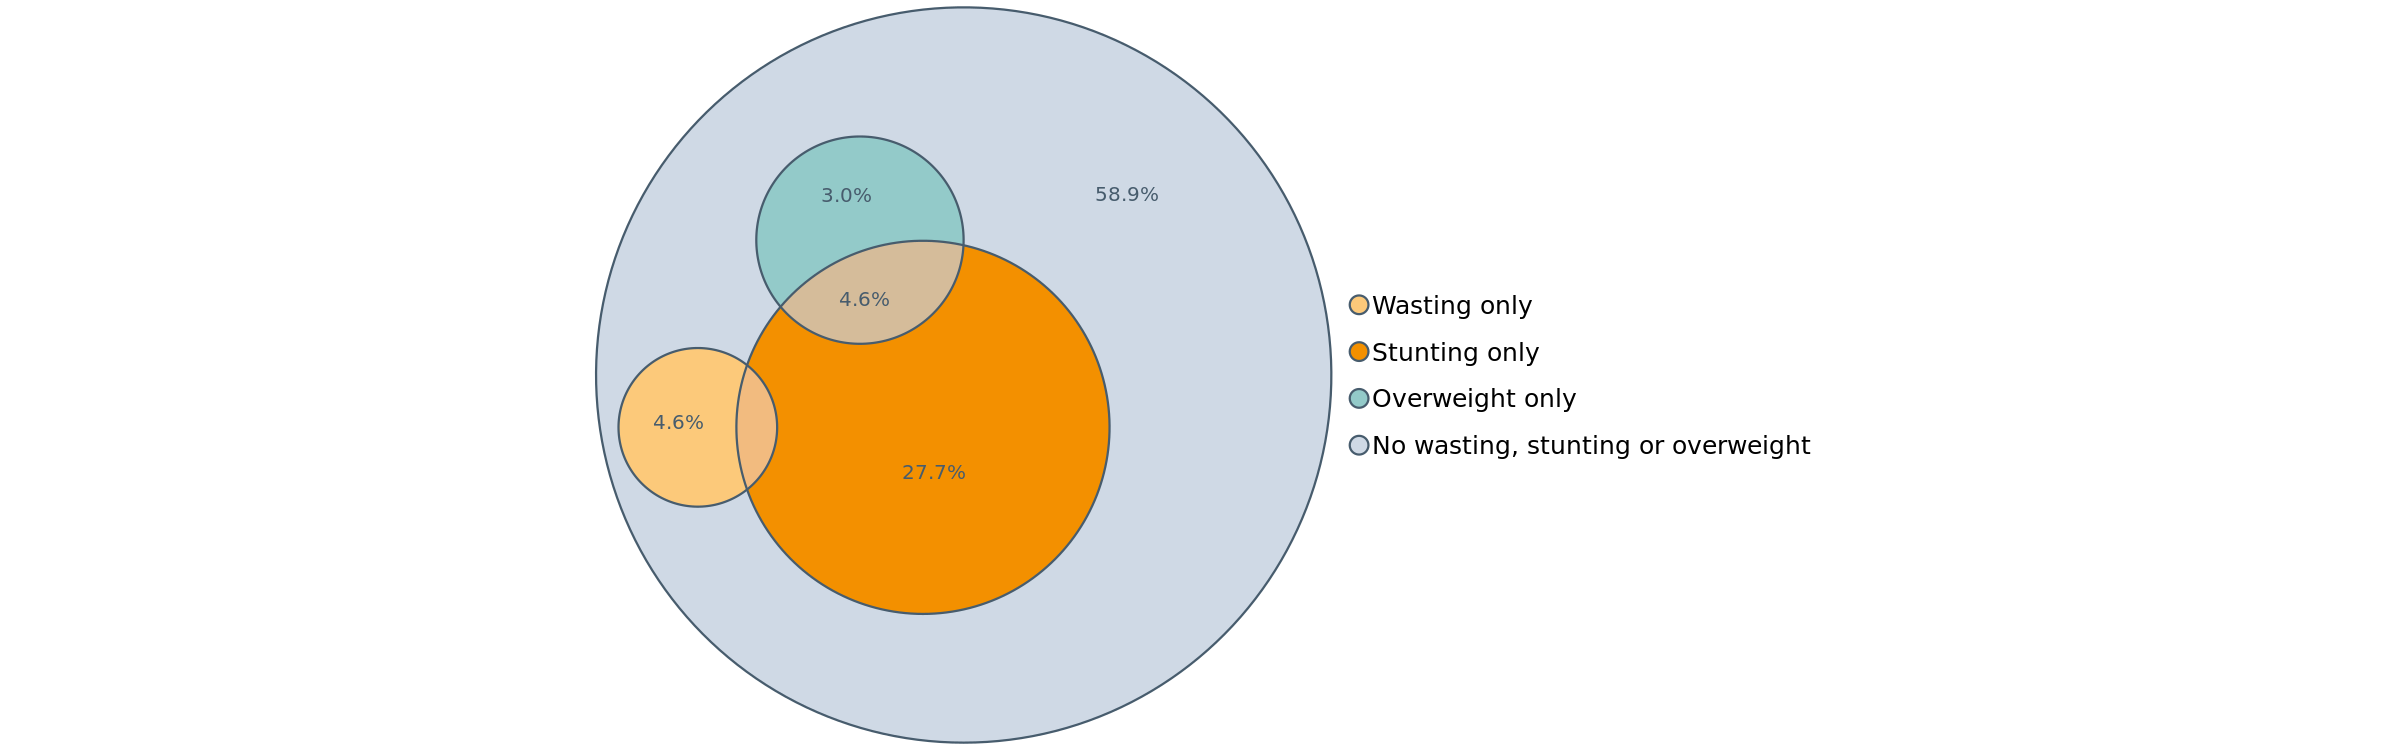 3.0%
58.9%
4.6%
4.6%
27.7%
Wasting only
Stunting only
Overweight only
No wasting, stunting or overweight